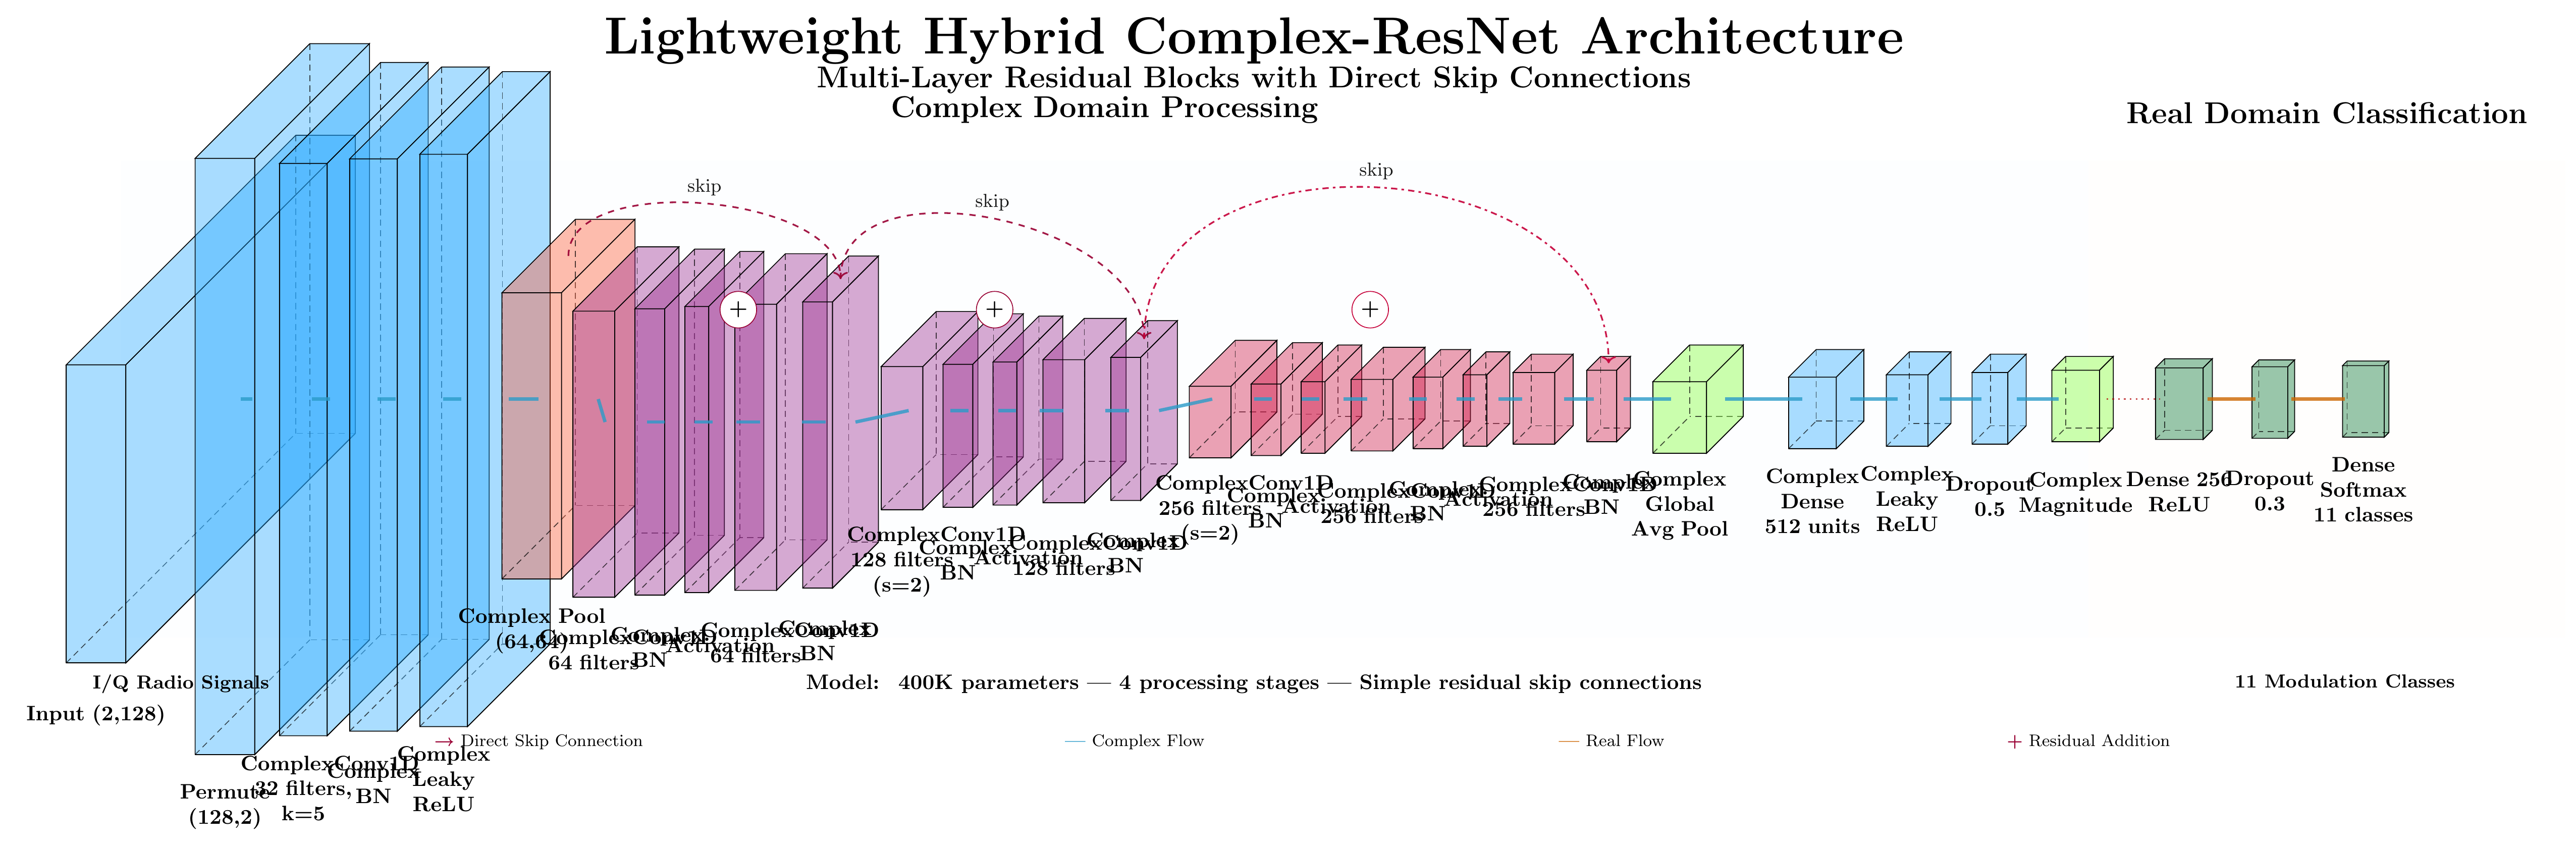 Lightweight Hybrid Complex-ResNet Architecture
Multi-Layer Residual Blocks with Direct Skip Connections
Complex Domain Processing
Real Domain Classification
skip
skip
skip
+
+
+
I/Q Radio Signals
Input (2,128)
Permute
(128,2)
ComplexConv1D
32 filters,
k=5
Complex
BN
Complex
Leaky
ReLU
Complex Pool
(64,64)
ComplexConv1D
64 filters
Complex
BN
Activation
ComplexConv1D
64 filters
Complex
BN
ComplexConv1D
128 filters
(s=2)
Complex
BN
Activation
ComplexConv1D
128 filters
Complex
BN
ComplexConv1D
256 filters
(s=2)
Complex
BN
Activation
ComplexConv1D
256 filters
Complex
BN
Activation
ComplexConv1D
256 filters
Complex
BN
Complex
Global
Avg Pool
Complex
Dense
512 units
Complex
Leaky
ReLU
Dropout
0.5
Complex
Magnitude
Dense 256
ReLU
Dropout
0.3
Dense
Softmax
11 classes
Model: 400K parameters — 4 processing stages — Simple residual skip connections
11 Modulation Classes
→ Direct Skip Connection
— Complex Flow
— Real Flow
+ Residual Addition